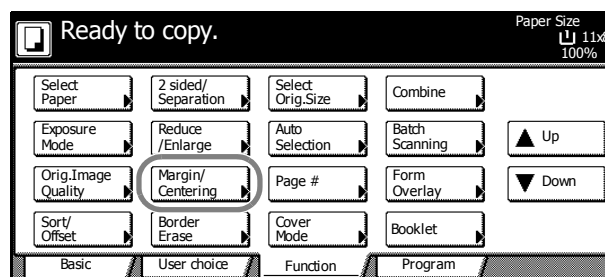 Ready to copy.
Paper Size
11x8
100%
Select
Paper
2 sided/
Separation
Select
Orig.Size
Combine
Exposure
Mode
Reduce
/Enlarge
Auto
Selection
Batch
Scanning
Up
Orig.Image
Quality
Margin/
Centering
Page #
Form
Overlay
Down
Sort/
Offset
Border
Erase
Cover
Mode
Booklet
Basic
User choice
Function
Program